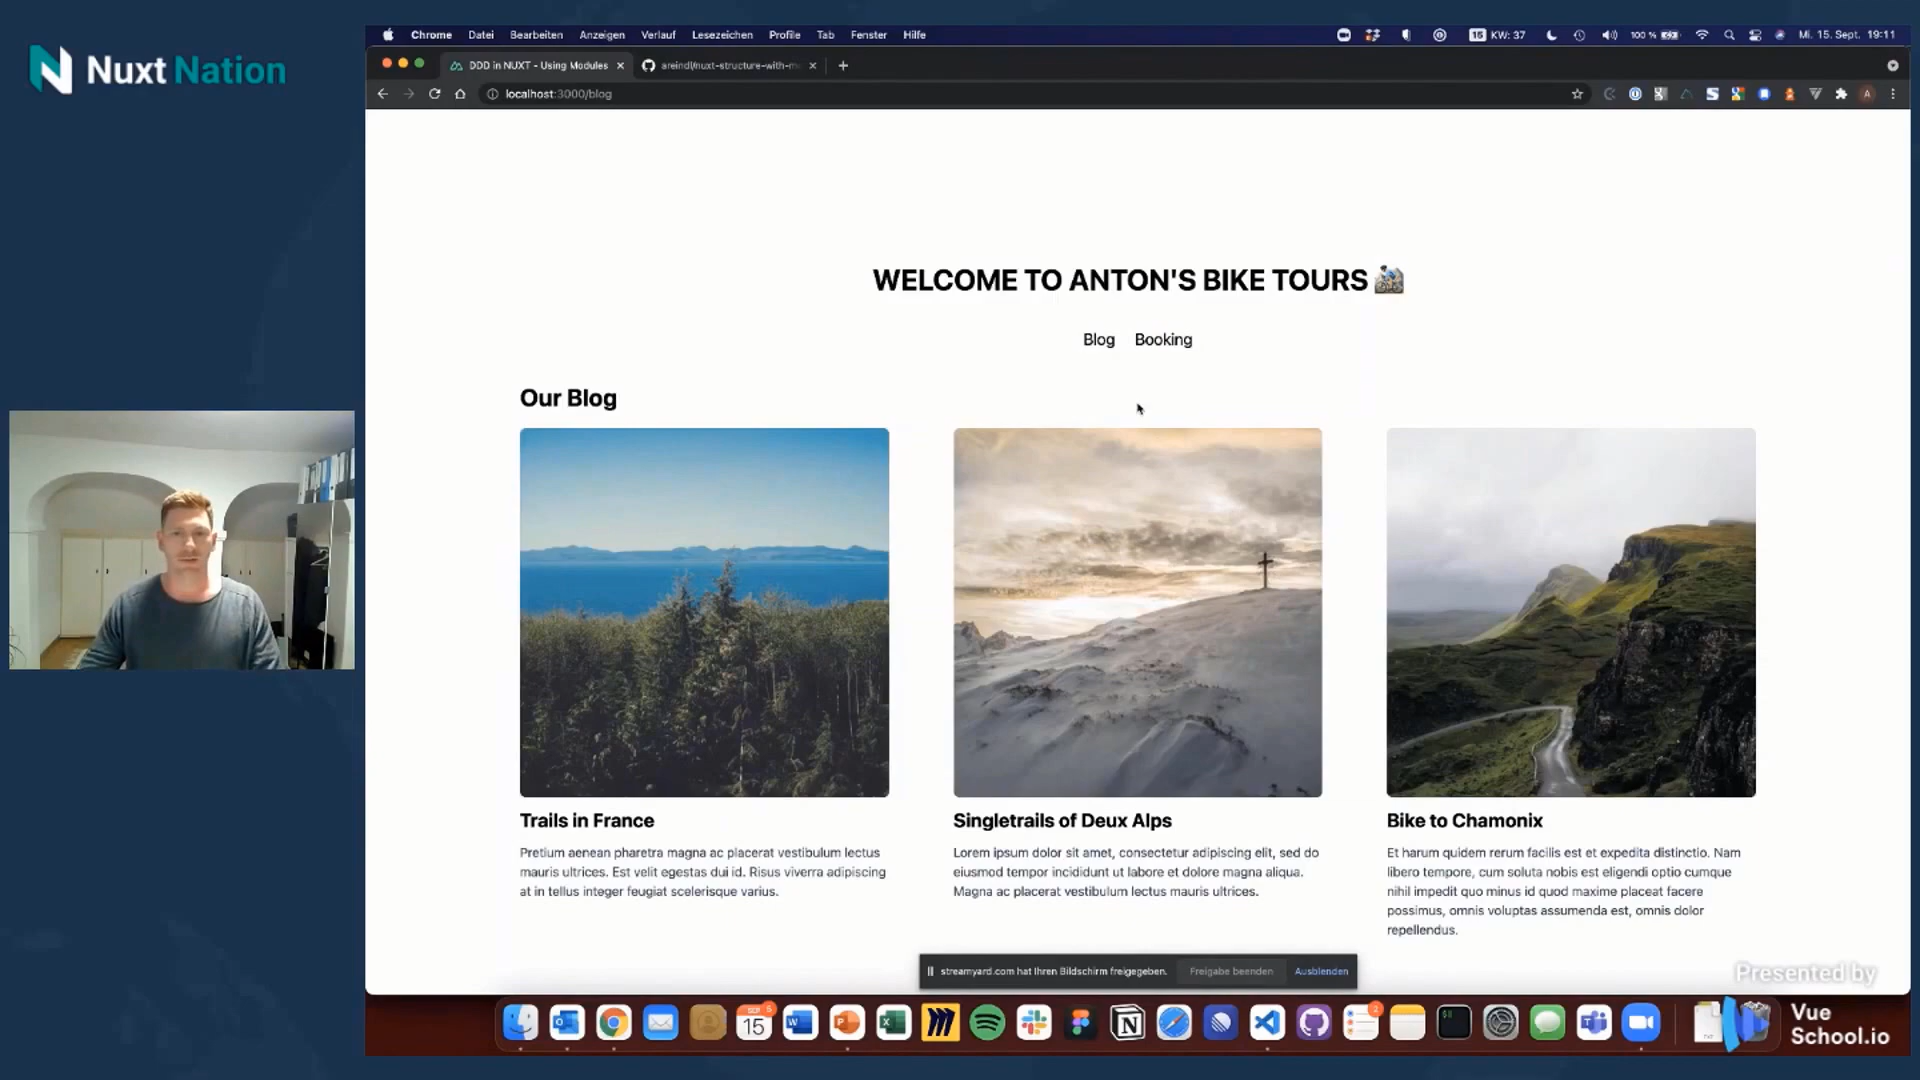 Nuxt Nation
Chrome Datei Bearbeiten Anzeigen Verlauf Lesezeichen Profile Tab Fenster Hilfe
15 KW: 37 100 % Mi. 15. Sept. 19:11
DDD in NUXT - Using Modules
areindl/nuxt-structure-with-m
localhost:3000/blog
A
WELCOME TO ANTON'S BIKE TOURS
Blog Booking
Our Blog
Trails in France
Pretium aenean pharetra magna ac placerat vestibulum lectus
mauris ultrices. Est velit egestas dui id. Risus viverra adipiscing
at in tellus integer feugiat scelerisque varius.
Singletrails of Deux Alps
Lorem ipsum dolor sit amet, consectetur adipiscing elit, sed do
eiusmod tempor incididunt ut labore et dolore magna aliqua.
Magna ac placerat vestibulum lectus mauris ultrices.
Bike to Chamonix
Et harum quidem rerum facilis est et expedita distinctio. Nam
libero tempore, cum soluta nobis est eligendi optio cumque
nihil impedit quo minus id quod maxime placeat facere
possimus, omnis voluptas assumenda est, omnis dolor
repellendus.
streamyard.com hat Ihren Bildschirm freigegeben. Freigabe beenden Ausblenden
Presented by
Vue
School.io
15